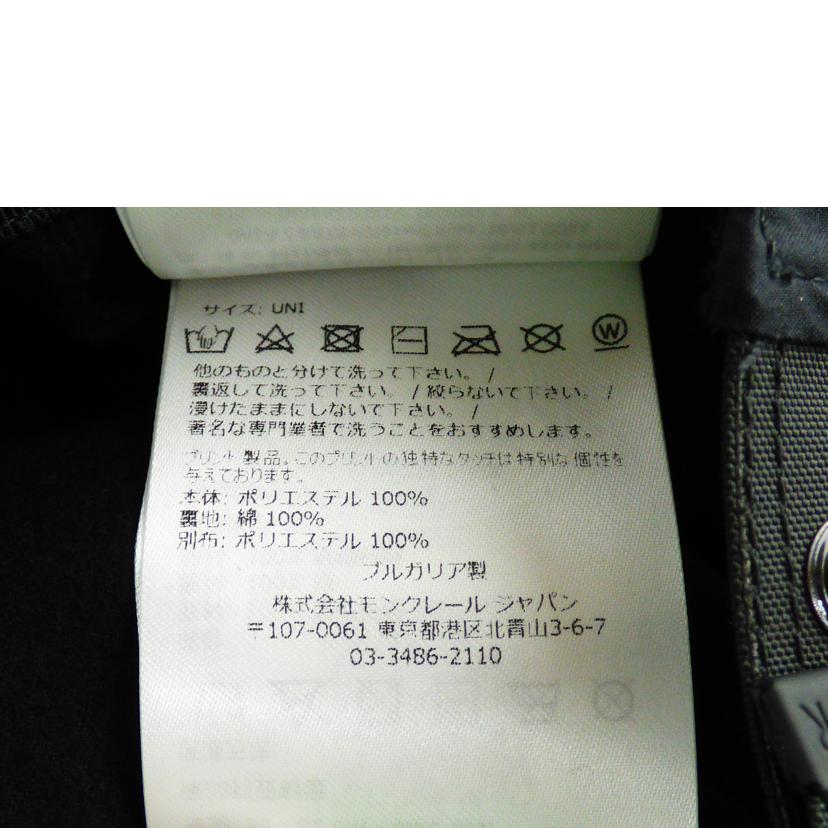 サイズ: UNI
W
他のものと分けて洗って下さい。 /
裏返して洗って下さい。 / 絞らないで下さい。 /
浸けたままにしないで下さい。 /
著名な専門業者で洗うことをおすすめします。
プリント製品。このプリントの独特なタッチは特別な個性を
与えております。
本体: ポリエステル 100%
裏地: 綿 100%
別布: ポリエステル 100%
ブルガリア製
株式会社モンクレール ジャパン
〒107-0061 東京都港区北青山3-6-7
03-3486-2110